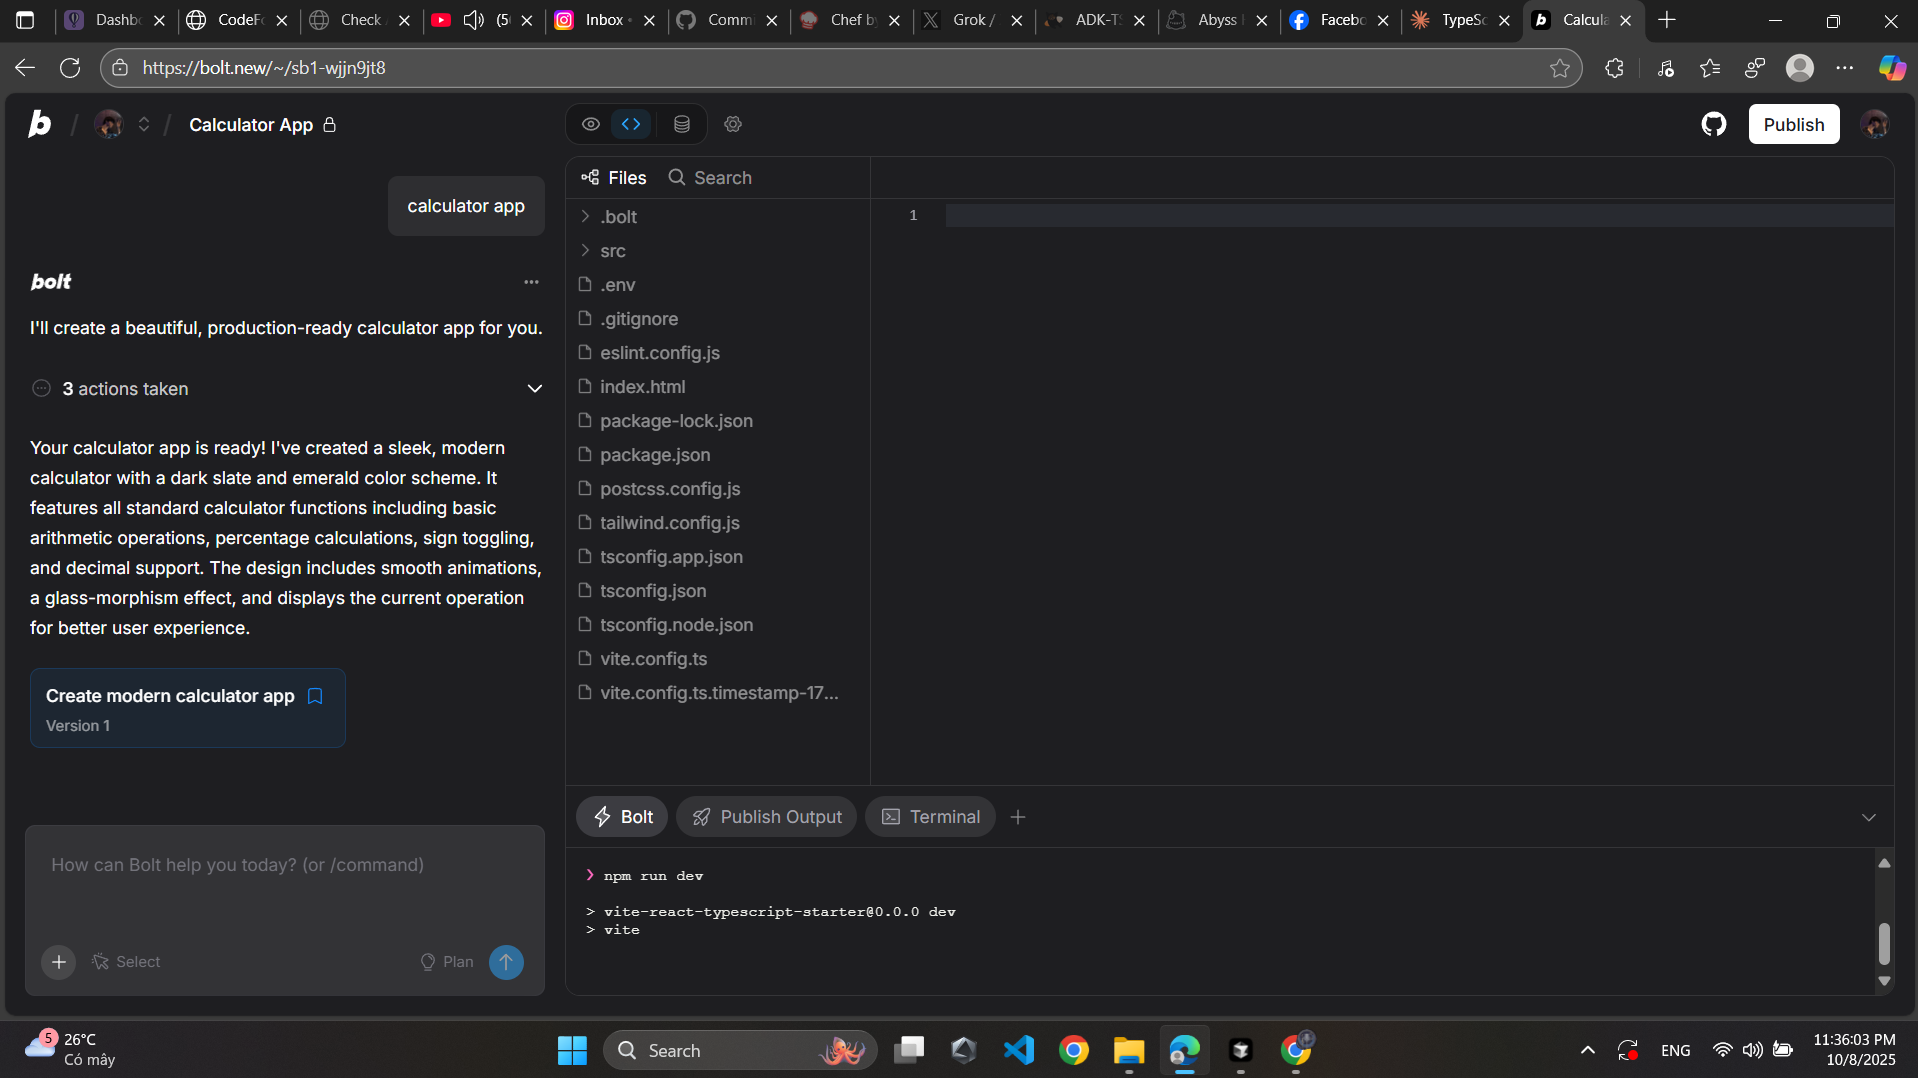 Dashbo
CodeFo
Check
(5
Inbox
Comm
Chef by
Grok /
ADK-TS
Abyss
Facebo
TypeSc
Calcula
https://bolt.new/~/sb1-wjjn9jt8
b
Calculator App
Publish
calculator app
bolt
I'll create a beautiful, production-ready calculator app for you.
3 actions taken
Your calculator app is ready! I've created a sleek, modern
calculator with a dark slate and emerald color scheme. It
features all standard calculator functions including basic
arithmetic operations, percentage calculations, sign toggling,
and decimal support. The design includes smooth animations,
a glass-morphism effect, and displays the current operation
for better user experience.
Create modern calculator app
Version 1
How can Bolt help you today? (or /command)
Select
Plan
Files
Search
.bolt
src
.env
.gitignore
eslint.config.js
index.html
package-lock.json
package.json
postcss.config.js
tailwind.config.js
tsconfig.app.json
tsconfig.json
tsconfig.node.json
vite.config.ts
vite.config.ts.timestamp-17...
1
Bolt
Publish Output
Terminal
❯ npm run dev
> vite-react-typescript-starter@0.0.0 dev
> vite
5
26°C
Có mây
Search
ENG
11:36:03 PM
10/8/2025